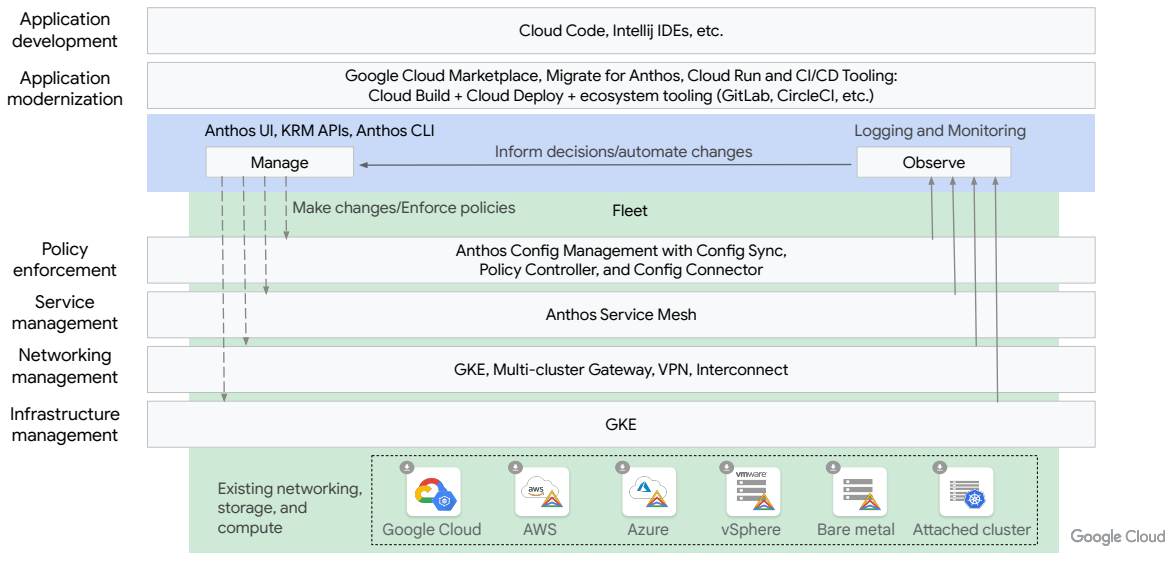 Application
development
Cloud Code, Intellij IDEs, etc.
Application
modernization
Google Cloud Marketplace, Migrate for Anthos, Cloud Run and CI/CD Tooling:
Cloud Build + Cloud Deploy + ecosystem tooling (GitLab, CircleCI, etc.)
Anthos UI, KRM APIs, Anthos CLI
Logging and Monitoring
Manage
Inform decisions/automate changes
Observe
Make changes/Enforce policies
Fleet
Policy
enforcement
Anthos Config Management with Config Sync,
Policy Controller, and Config Connector
Service
management
Anthos Service Mesh
Networking
management
GKE, Multi-cluster Gateway, VPN, Interconnect
Infrastructure
management
GKE
Existing networking,
storage, and
compute
aws
vmware
Google Cloud
AWS
Azure
vSphere
Bare metal
Attached cluster
Google Cloud